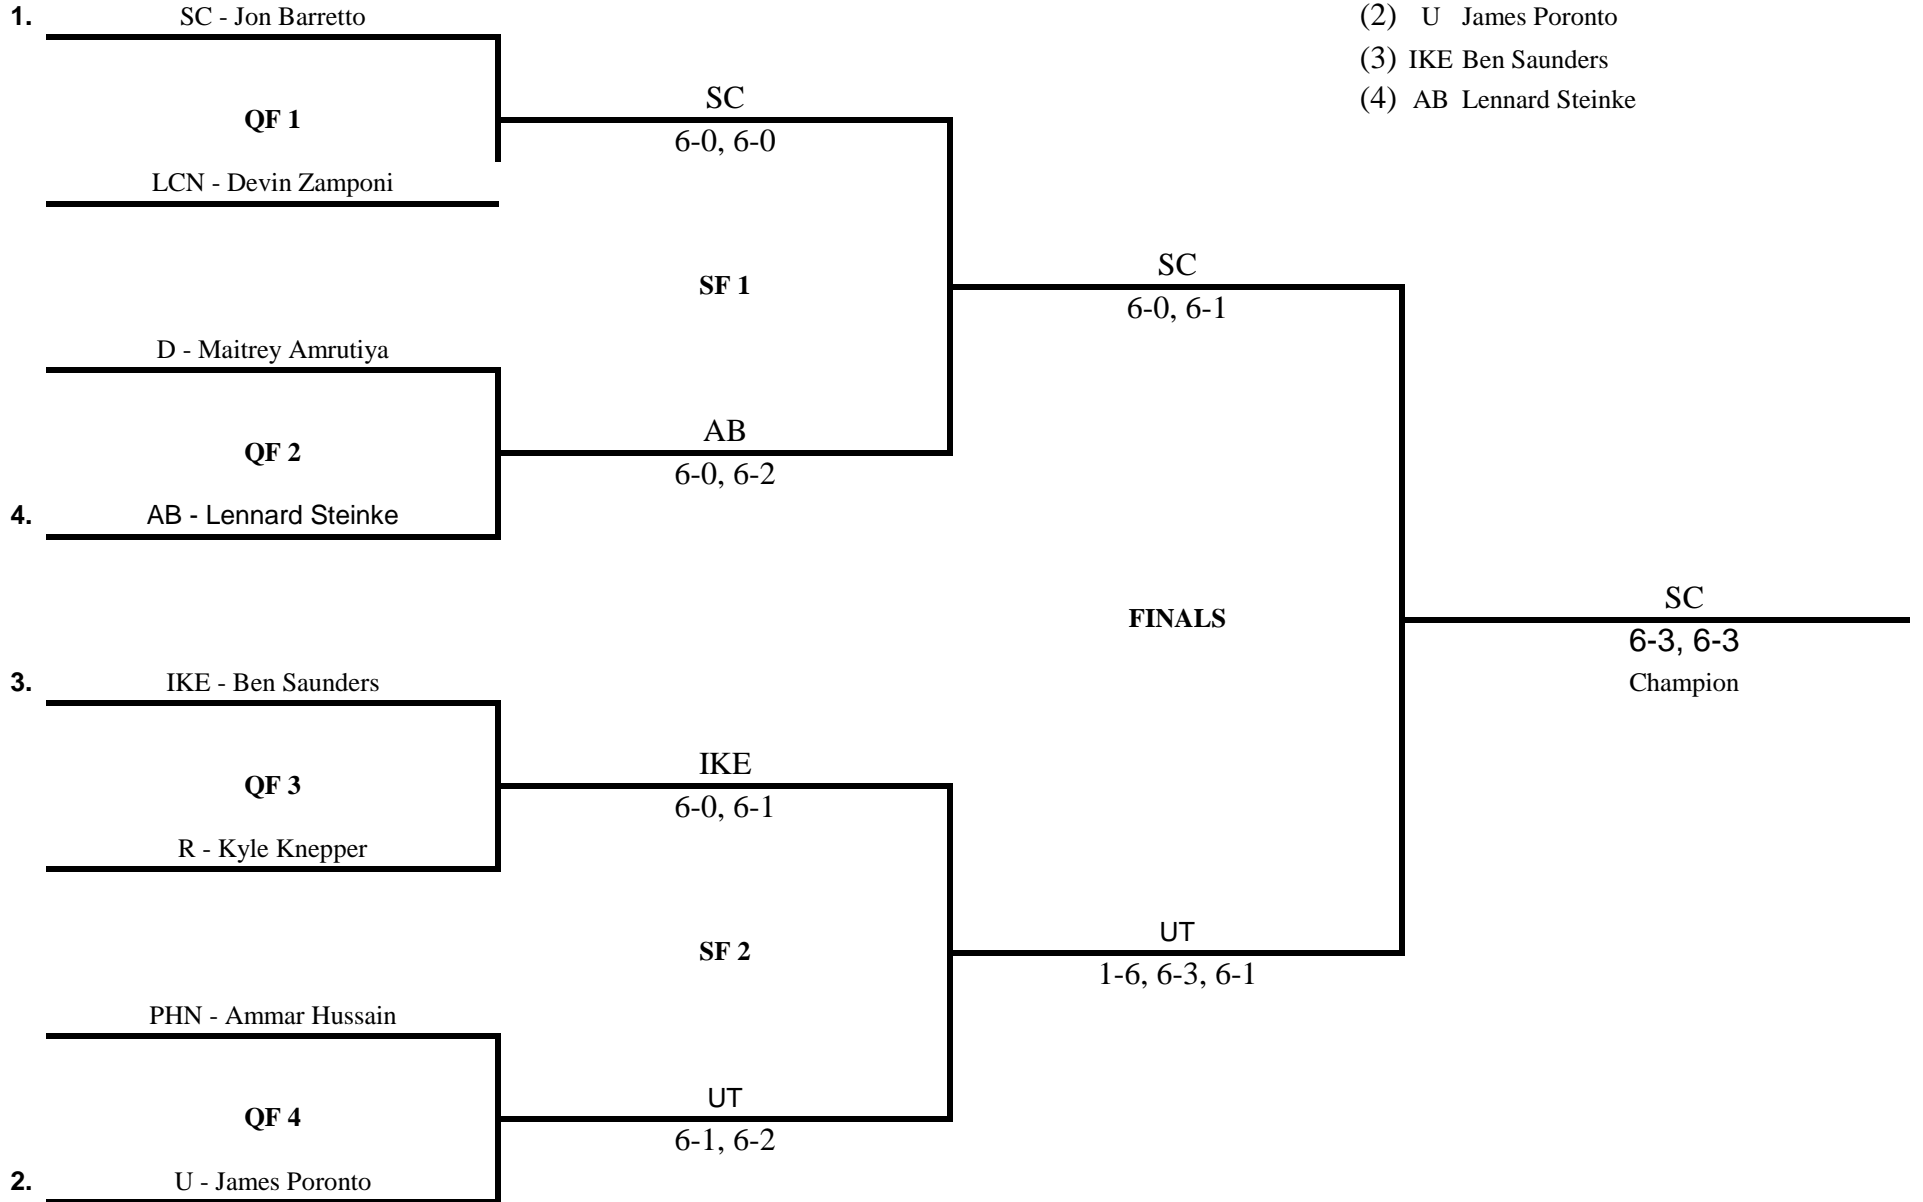 1. SC - Jon Barretto
(2) U James Poronto
(3) IKE Ben Saunders
(4) AB Lennard Steinke
SC
QF 1
6-0, 6-0
LCN - Devin Zamponi
SC
SF 1
6-0, 6-1
D - Maitrey Amrutiya
AB
QF 2
6-0, 6-2
4. AB - Lennard Steinke
SC
FINALS
6-3, 6-3
3. IKE - Ben Saunders
Champion
IKE
QF 3
6-0, 6-1
R - Kyle Knepper
UT
SF 2
1-6, 6-3, 6-1
PHN - Ammar Hussain
UT
QF 4
6-1, 6-2
2. U - James Poronto